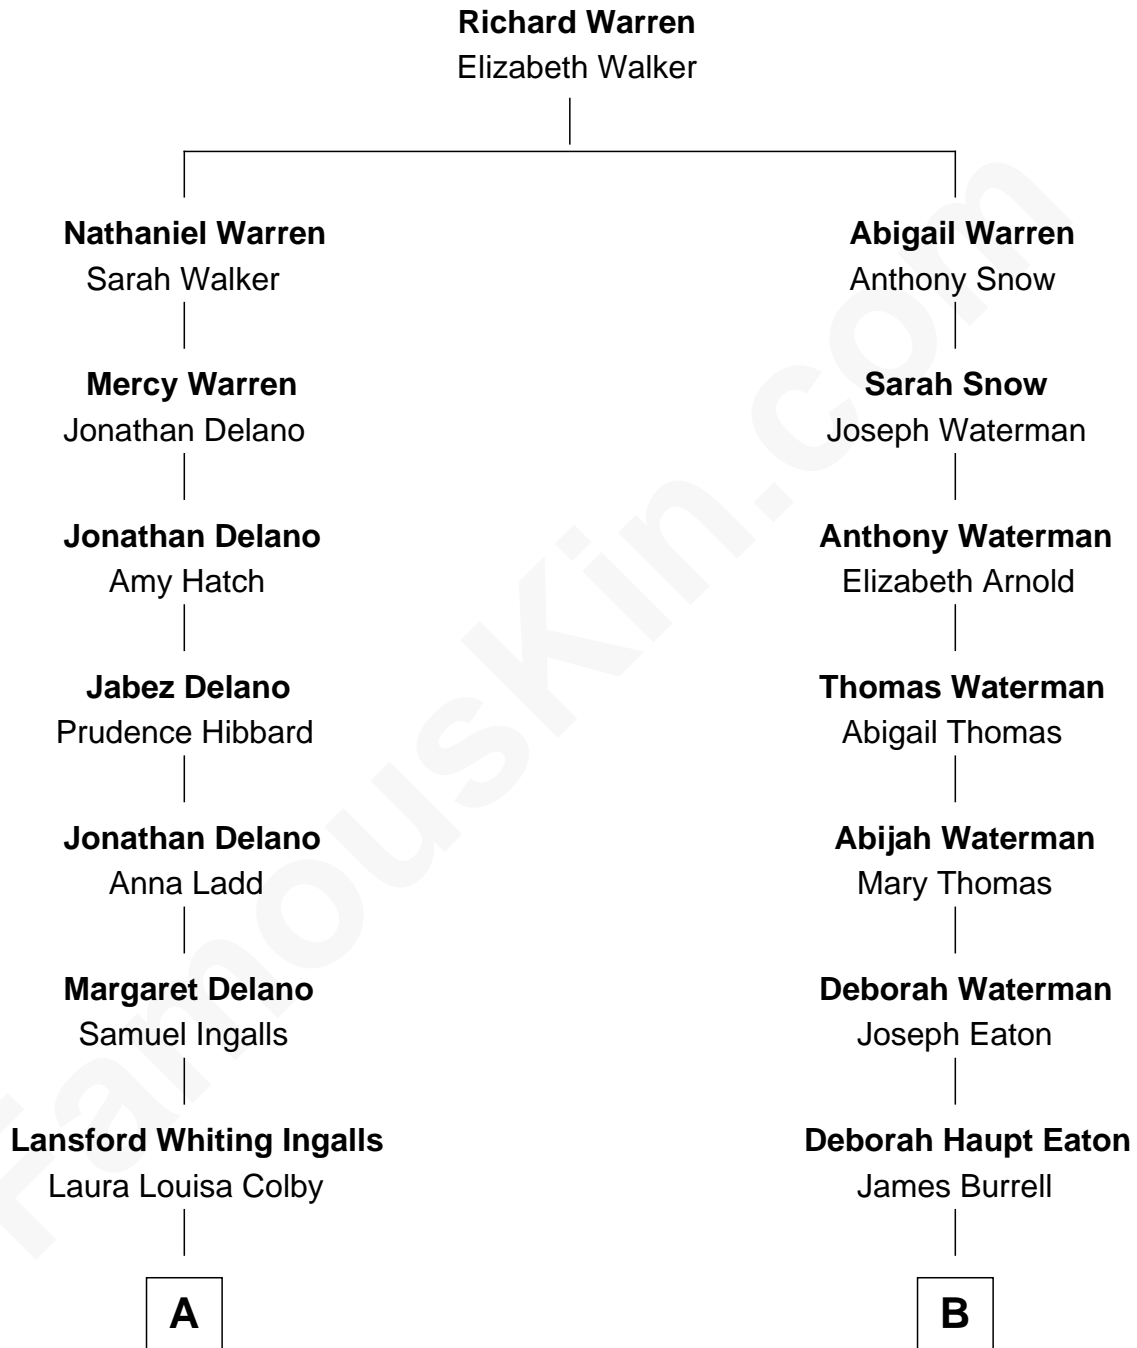 Richard Warren
Elizabeth Walker
Nathaniel Warren
Sarah Walker
Mercy Warren
Jonathan Delano
Jonathan Delano
Amy Hatch
Jabez Delano
Prudence Hibbard
Jonathan Delano
Anna Ladd
Margaret Delano
Samuel Ingalls
Lansford Whiting Ingalls
Laura Louisa Colby
A
Abigail Warren
Anthony Snow
Sarah Snow
Joseph Waterman
Anthony Waterman
Elizabeth Arnold
Thomas Waterman
Abigail Thomas
Abijah Waterman
Mary Thomas
Deborah Waterman
Joseph Eaton
Deborah Haupt Eaton
James Burrell
B
FamousKin.com